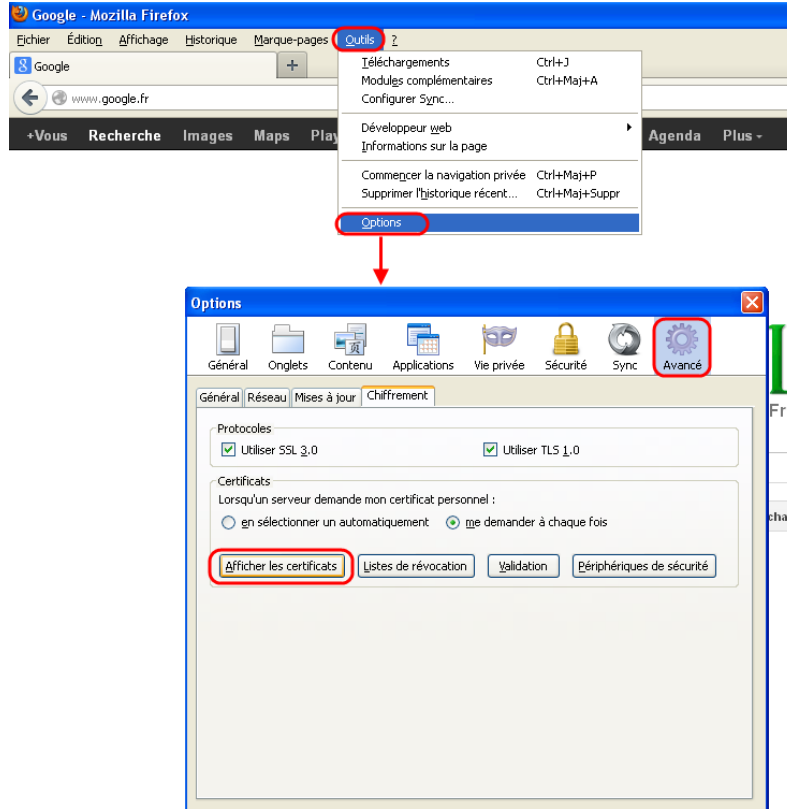 Google - Mozilla Firefox
Fichier Édition Affichage Historique Marque-pages Outils ?
Google +
www.google.fr
Téléchargements Ctrl+J
Modules complémentaires Ctrl+Maj+A
Configurer Sync...
Développeur web
Informations sur la page
Commencer la navigation privée Ctrl+Maj+P
Supprimer l'historique récent... Ctrl+Maj+Suppr
Options
+Vous Recherche Images Maps Play Agenda Plus
Options
Général Onglets Contenu Applications Vie privée Sécurité Sync Avancé
Général Réseau Mises à jour Chiffrement
Protocoles
Utiliser SSL 3.0 Utiliser TLS 1.0
Certificats
Lorsqu'un serveur demande mon certificat personnel :
en sélectionner un automatiquement me demander à chaque fois
Afficher les certificats Listes de révocation Validation Périphériques de sécurité
Fr
cha